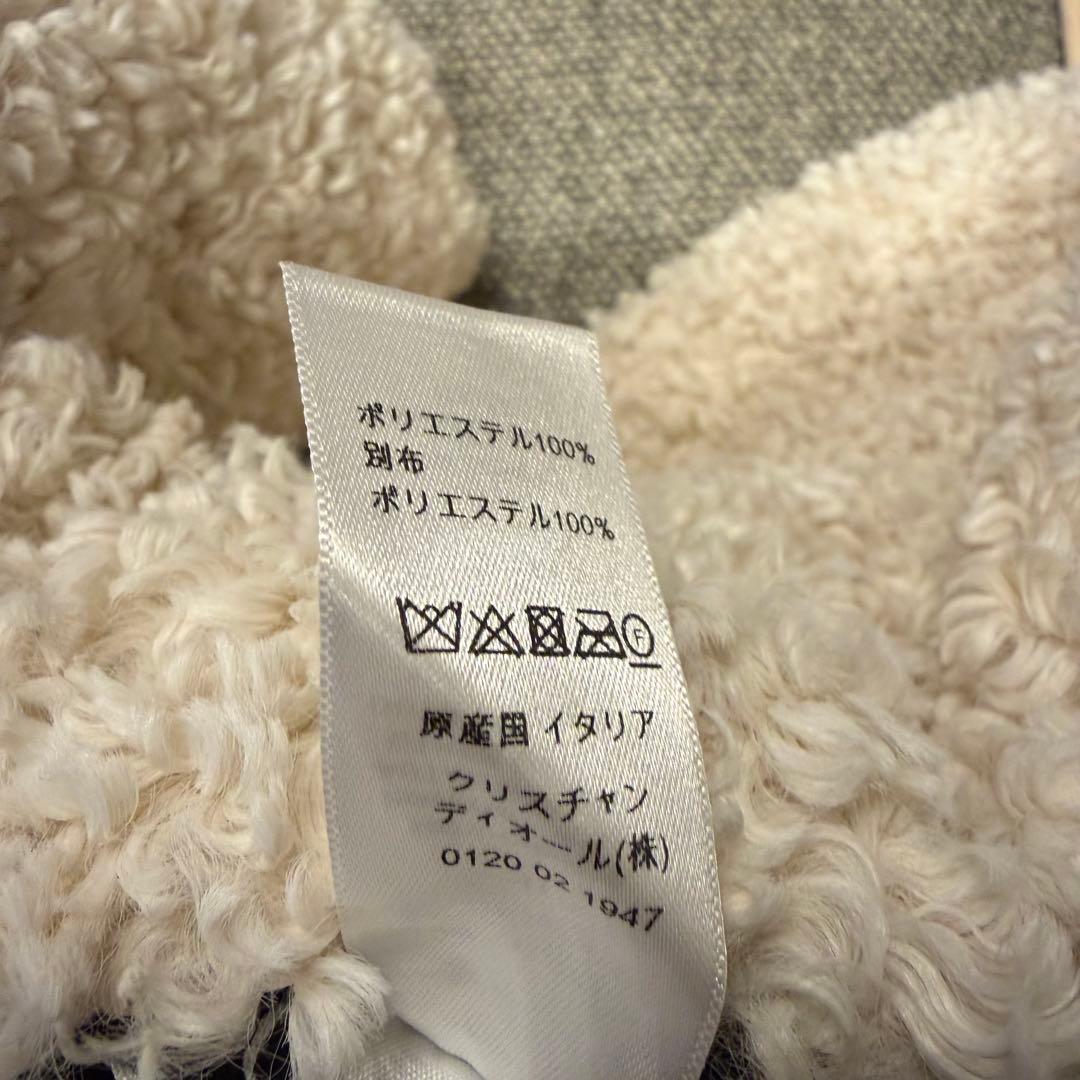 ポリエステル100%
別布
ポリエステル100%
F
原産国 イタリア
クリスチャン
ディオール(株)
0120 02 1947